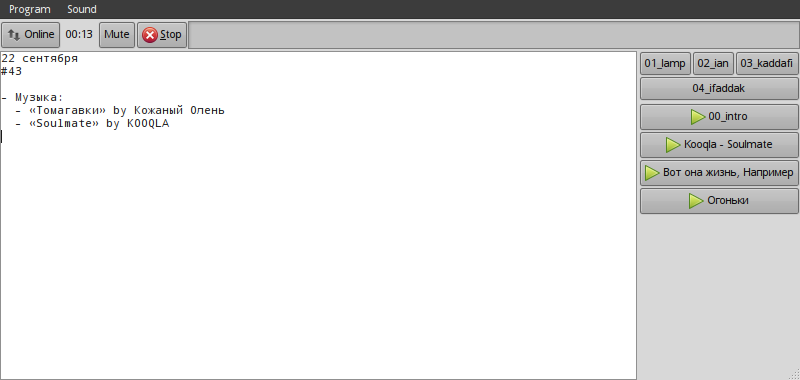 Program Sound
Online 00:13 Mute Stop
22 сентября
#43
- Музыка:
- «Томагавки» by Кожаный Олень
- «Soulmate» by KOOQLA
01_lamp 02_ian 03_kaddafi
04_ifaddak
00_intro
Kooqla - Soulmate
Вот она жизнь, Например
Огоньки